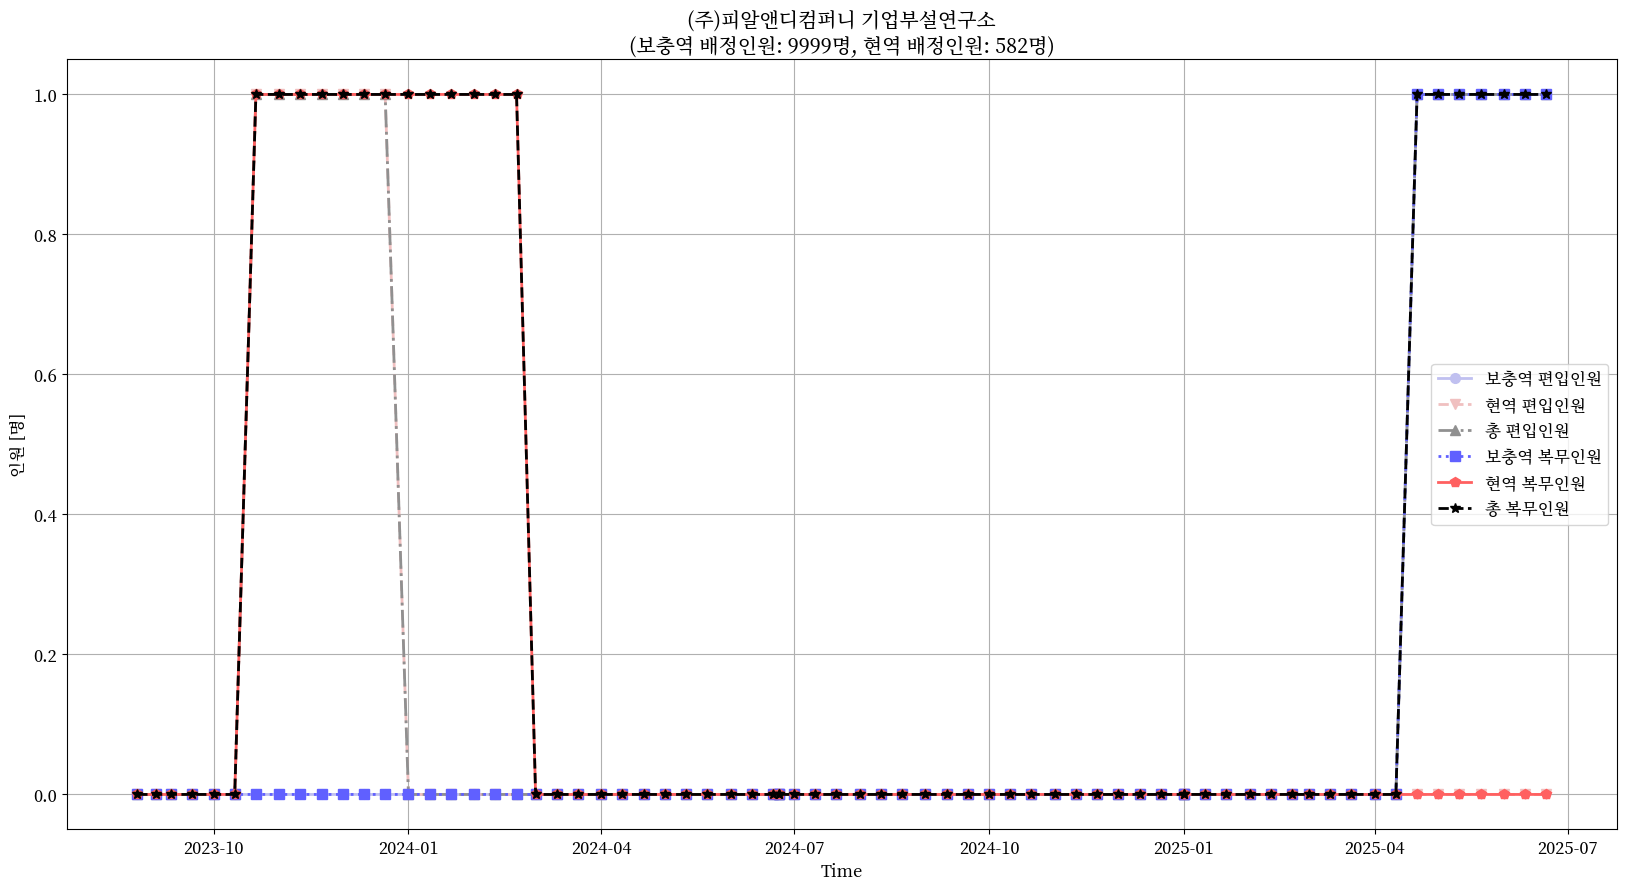 (주)피알앤디컴퍼니 기업부설연구소
(보충역 배정인원: 9999명, 현역 배정인원: 582명)
인원 [명]
1.0
0.8
0.6
0.4
0.2
0.0
보충역 편입인원
현역 편입인원
총 편입인원
보충역 복무인원
현역 복무인원
총 복무인원
2023-10
2024-01
2024-04
2024-07
2024-10
2025-01
2025-04
2025-07
Time